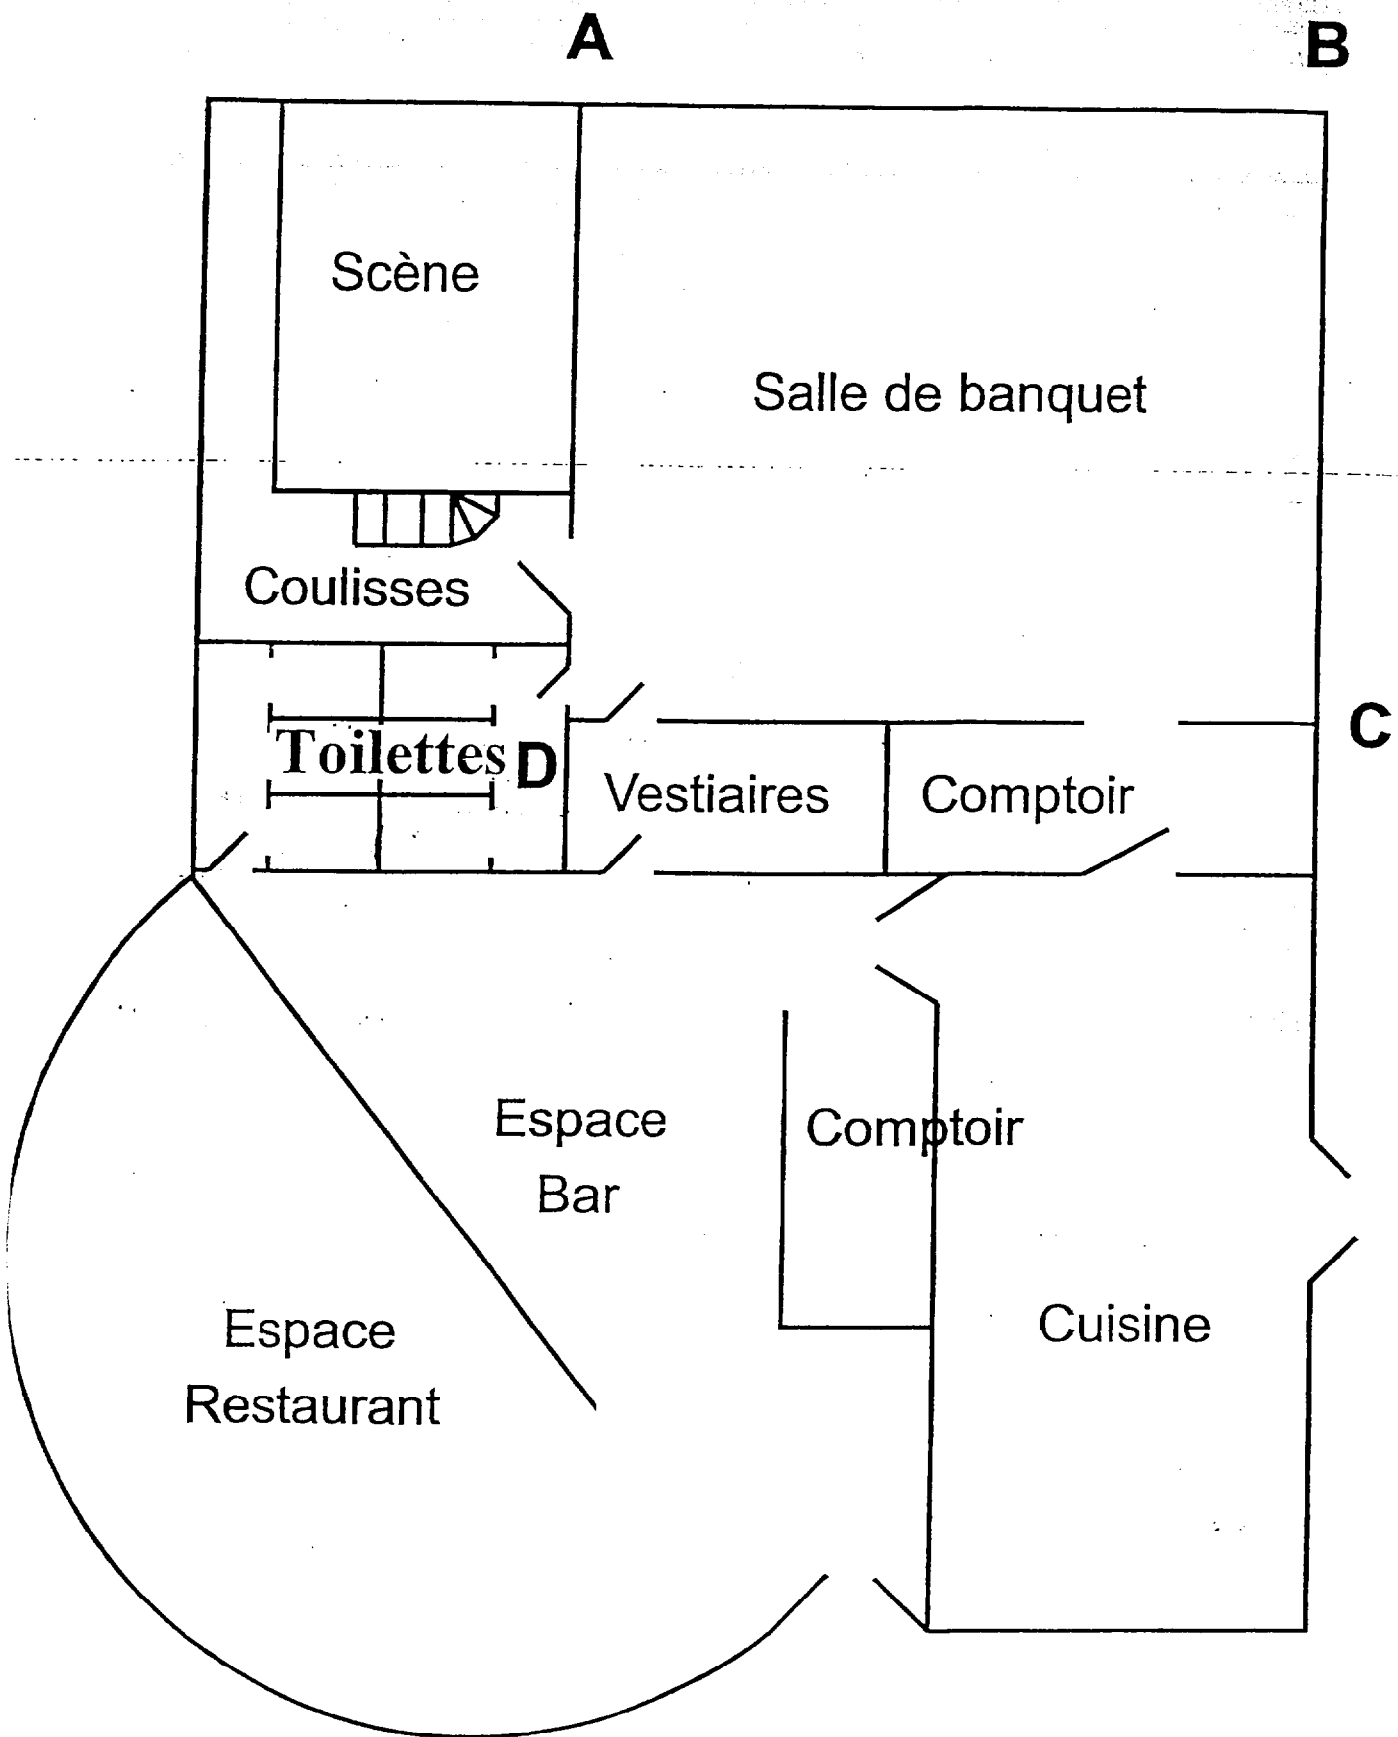 A
B
Scène
Salle de banquet
Coulisses
C
Toilettes
D
Vestiaires
Comptoir
Espace
Bar
Comptoir
Espace
Restaurant
Cuisine